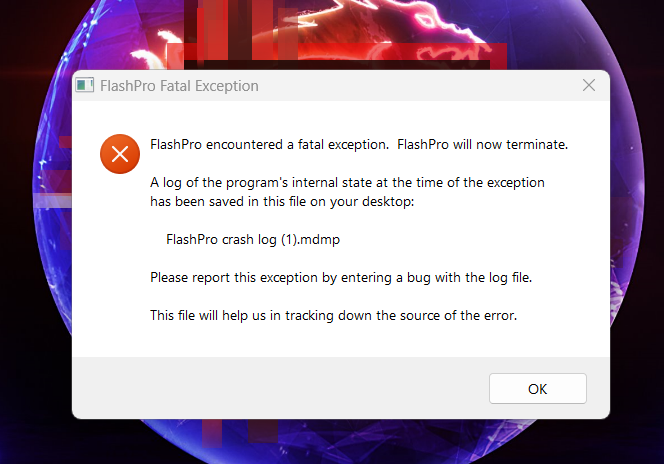 FlashPro Fatal Exception
FlashPro encountered a fatal exception.  FlashPro will now terminate.
A log of the program's internal state at the time of the exception
has been saved in this file on your desktop:
FlashPro crash log (1).mdmp
Please report this exception by entering a bug with the log file.
This file will help us in tracking down the source of the error.
OK